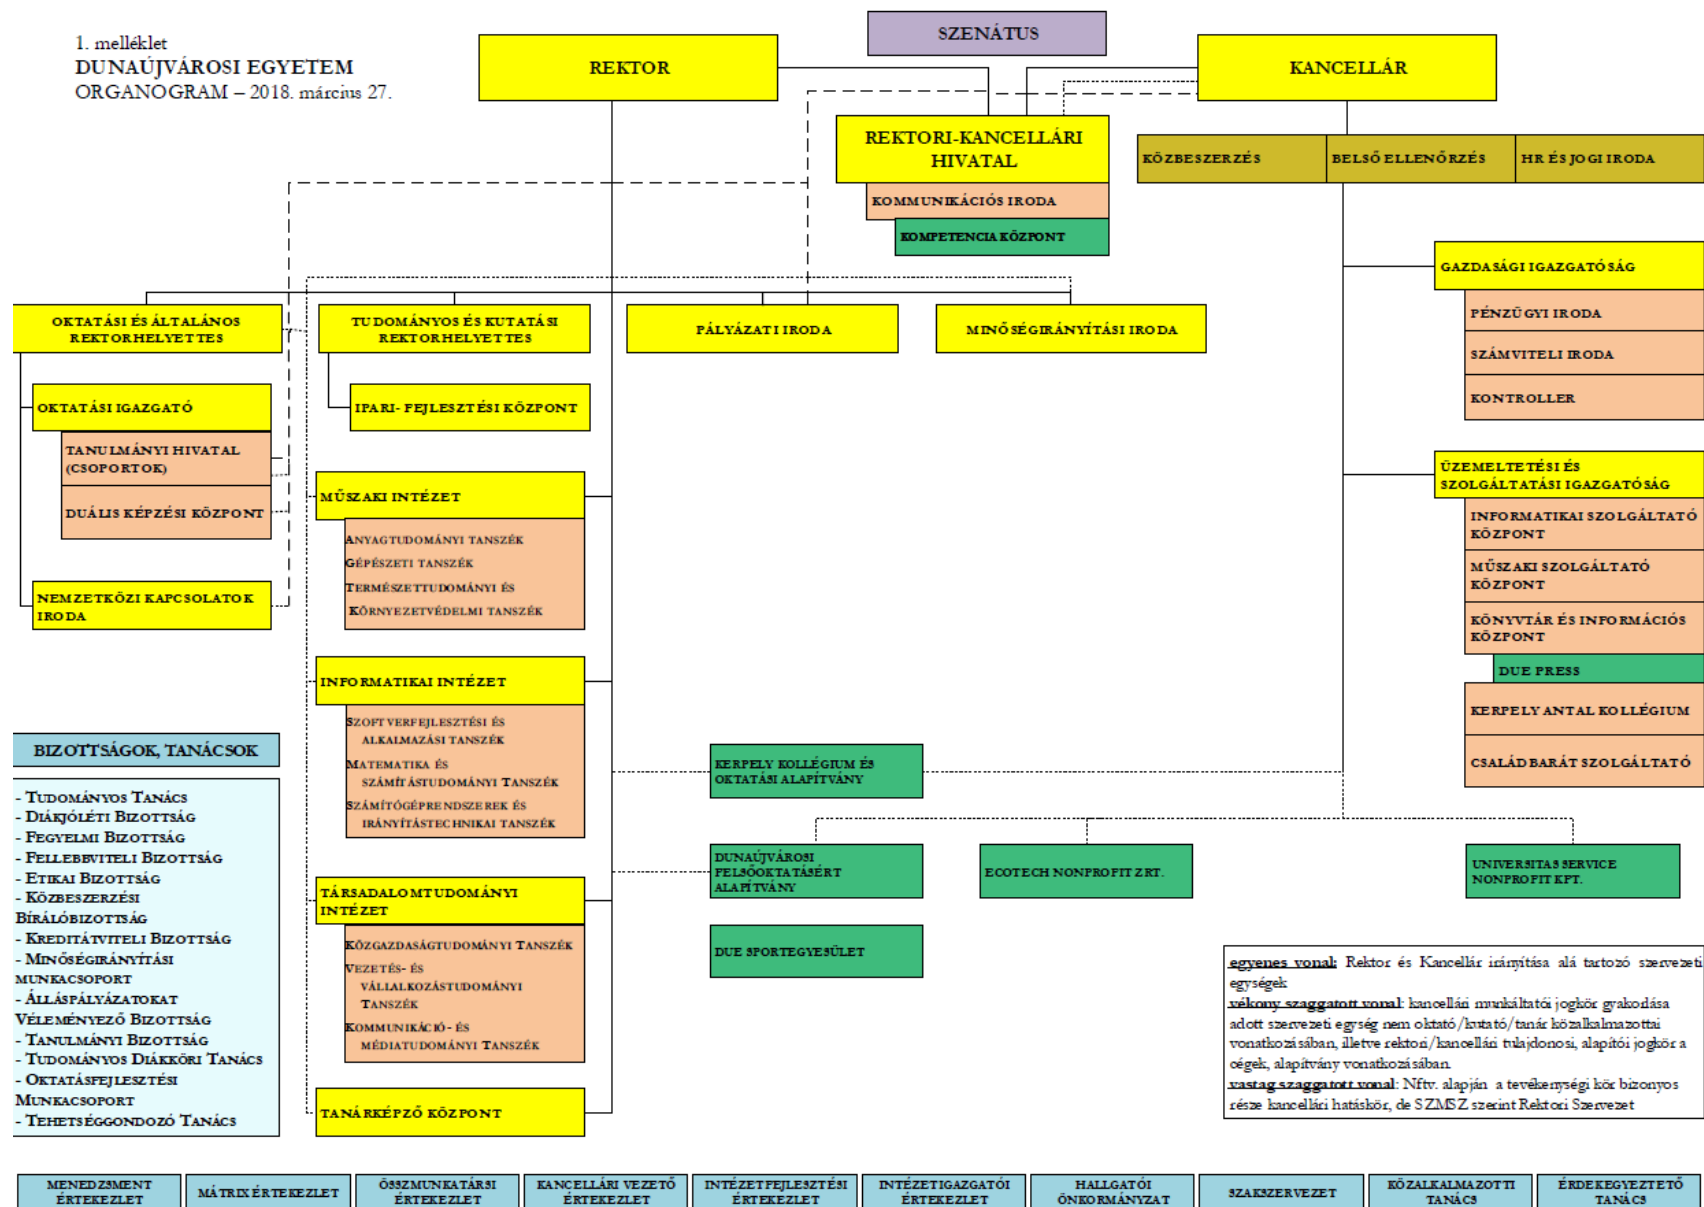 1. melléklet
DUNAÚJVÁROSI EGYETEM
ORGANOGRAM – 2018. március 27.
SZENÁTUS
REKTOR
KANCELLÁR
REKTORI-KANCELLÁRI
HIVATAL
KOMMUNIKÁCIÓS IRODA
KOMPETENCIA KÖZPONT
KÖZBESZERZÉS
BELSŐ ELLENŐRZÉS
HR ÉS JOGI IRODA
GAZDASÁGI IGAZGATÓSÁG
PÉNZÜGYI IRODA
SZÁMVITELI IRODA
KONTROLLER
OKTATÁSI ÉS ÁLTALÁNOS
REKTORHELYETTES
TUDOMÁNYOS ÉS KUTATÁSI
REKTORHELYETTES
PÁLYÁZATI IRODA
MINŐSÉGIRÁNYÍTÁSI IRODA
OKTATÁSI IGAZGATÓ
TANULMÁNYI HIVATAL
(CSOPORTOK)
DUÁLIS KÉPZÉSI KÖZPONT
NEMZETKÖZI KAPCSOLATOK
IRODA
IPARI- FEJLESZTÉSI KÖZPONT
MŰSZAKI INTÉZET
ANYAGTUDOMÁNYI TANSZÉK
GÉPÉSZETI TANSZÉK
TERMÉSZETTUDOMÁNYI ÉS
KÖRNYEZETVÉDELMI TANSZÉK
INFORMATIKAI INTÉZET
SZOFTVERFEJLESZTÉSI ÉS
ALKALMAZÁSI TANSZÉK
MATEMATIKA ÉS
SZÁMÍTÁSTUDOMÁNYI TANSZÉK
SZÁMÍTÓGÉPRENDSZEREK ÉS
IRÁNYÍTÁSTECHNIKAI TANSZÉK
TÁRSADALOMTUDOMÁNYI
INTÉZET
KÖZGAZDASÁGTUDOMÁNYI TANSZÉK
VEZETÉS- ÉS
VÁLLALKOZÁSTUDOMÁNYI
TANSZÉK
KOMMUNIKÁCIÓ- ÉS
MÉDIATUDOMÁNYI TANSZÉK
TANÁRKÉPZŐ KÖZPONT
ÜZEMELTETÉSI ÉS
SZOLGÁLTATÁSI IGAZGATÓSÁG
INFORMATIKAI SZOLGÁLTATÓ
KÖZPONT
MŰSZAKI SZOLGÁLTATÓ
KÖZPONT
KÖNYVTÁR ÉS INFORMÁCIÓS
KÖZPONT
DUE PRESS
KERPELY ANTAL KOLLÉGIUM
CSALÁDBARÁT SZOLGÁLTATÓ
KERPELY KOLLÉGIUM ÉS
OKTATÁSI ALAPÍTVÁNY
DUNAÚJVÁROSI
FELSŐOKTATÁSÉRT
ALAPÍTVÁNY
ECOTECH NONPROFIT ZRT.
UNIVERSITAS SERVICE
NONPROFIT KFT.
DUE SPORTEGYESÜLET
BIZOTTSÁGOK, TANÁCSOK
- TUDOMÁNYOS TANÁCS
- DIÁKJÓLÉTI BIZOTTSÁG
- FEGYELMI BIZOTTSÁG
- FELLEBBVITELI BIZOTTSÁG
- ETIKAI BIZOTTSÁG
- KÖZBESZERZÉSI
BÍRÁLÓBIZOTTSÁG
- KREDITÁTVITELI BIZOTTSÁG
- MINŐSÉGIRÁNYÍTÁSI
MUNKACSOPORT
- ÁLLÁSPÁLYÁZATOKAT
VÉLEMÉNYEZŐ BIZOTTSÁG
- TANULMÁNYI BIZOTTSÁG
- TUDOMÁNYOS DIÁKKÖRI TANÁCS
- OKTATÁSFEJLESZTÉSI
MUNKACSOPORT
- TEHETSÉGGONDOZÓ TANÁCS
egyenes vonal: Rektor és Kancellár irányítása alá tartozó szervezeti
egységek
vékony szaggatott vonal: kancellári munkáltatói jogkör gyakorlása
adott szervezeti egység nem oktató/kutató/tanár közalkalmazottai
vonatkozásában, illetve rektori/kancellári tulajdonosi, alapítói jogkör a
cégek, alapítvány vonatkozásában.
vastag szaggatott vonal: Nftv. alapján a tevékenységi kör bizonyos
része kancellári hatáskör, de SZMSZ szerint Rektori Szervezet
MENEDZSMENT
ÉRTEKEZLET
MÁTRIX ÉRTEKEZLET
ÖSSZMUNKATÁRSI
ÉRTEKEZLET
KANCELLÁRI VEZETŐ
ÉRTEKEZLET
INTÉZETFEJLESZTÉSI
ÉRTEKEZLET
INTÉZETIGAZGATÓI
ÉRTEKEZLET
HALLGATÓI
ÖNKORMÁNYZAT
SZAKSZERVEZET
KÖZALKALMAZOTTI
TANÁCS
ÉRDEKEGYEZTETŐ
TANÁCS